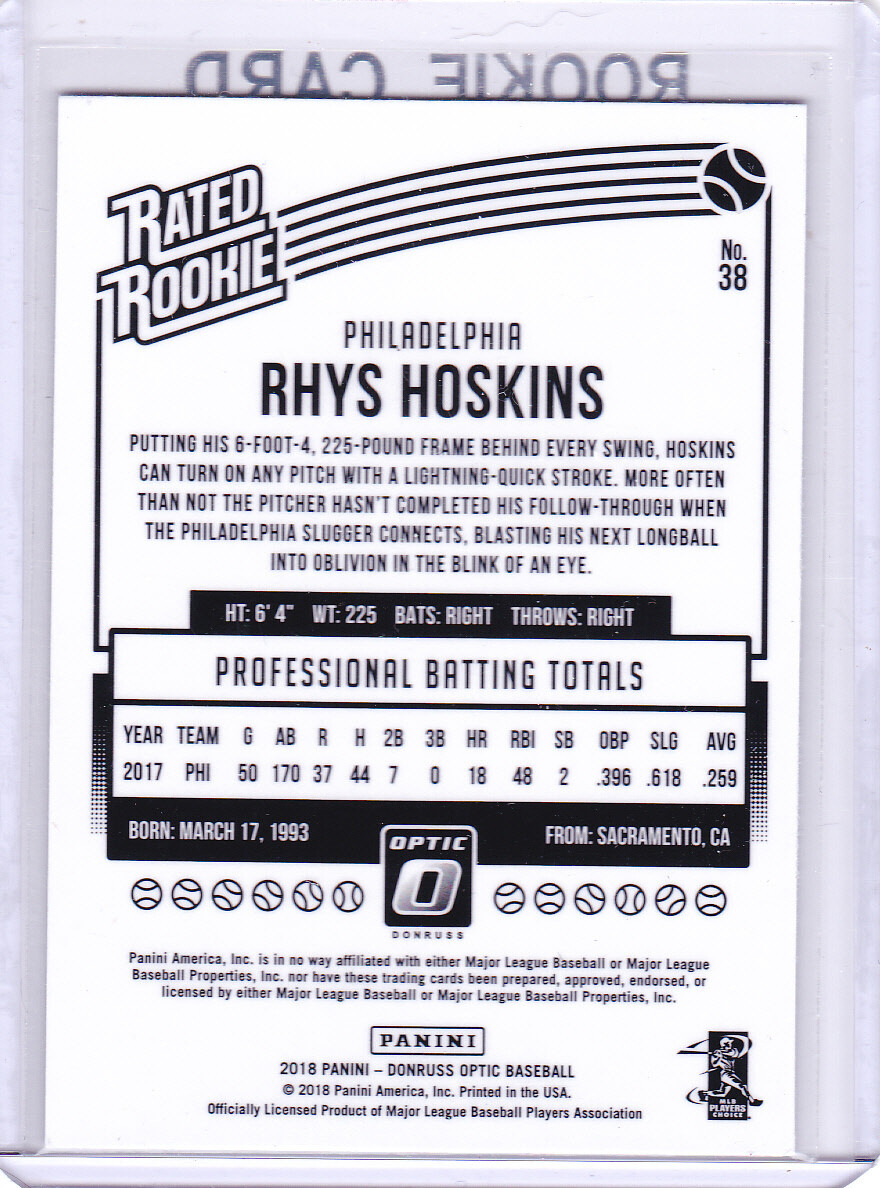 ROOKIE CARD
RATED
ROOKIE
No.
38
PHILADELPHIA
RHYS HOSKINS
PUTTING HIS 6-FOOT-4, 225-POUND FRAME BEHIND EVERY SWING, HOSKINS
CAN TURN ON ANY PITCH WITH A LIGHTNING-QUICK STROKE. MORE OFTEN
THAN NOT THE PITCHER HASN'T COMPLETED HIS FOLLOW-THROUGH WHEN
THE PHILADELPHIA SLUGGER CONNECTS, BLASTING HIS NEXT LONGBALL
INTO OBLIVION IN THE BLINK OF AN EYE.
HT: 6' 4" WT: 225 BATS: RIGHT THROWS: RIGHT
PROFESSIONAL BATTING TOTALS
YEAR TEAM G AB R H 2B 3B HR RBI SB OBP SLG AVG
2017 PHI 50 170 37 44 7 0 18 48 2 .396 .618 .259
BORN: MARCH 17, 1993 FROM: SACRAMENTO, CA
OPTIC
O
DONRUSS
Panini America, Inc. is in no way affiliated with either Major League Baseball or Major League
Baseball Properties, Inc. nor have these trading cards been prepared, approved, endorsed, or
licensed by either Major League Baseball or Major League Baseball Properties, Inc.
PANINI
2018 PANINI – DONRUSS OPTIC BASEBALL
© 2018 Panini America, Inc. Printed in the USA.
Officially Licensed Product of Major League Baseball Players Association
MLB
PLAYERS
CHOICE